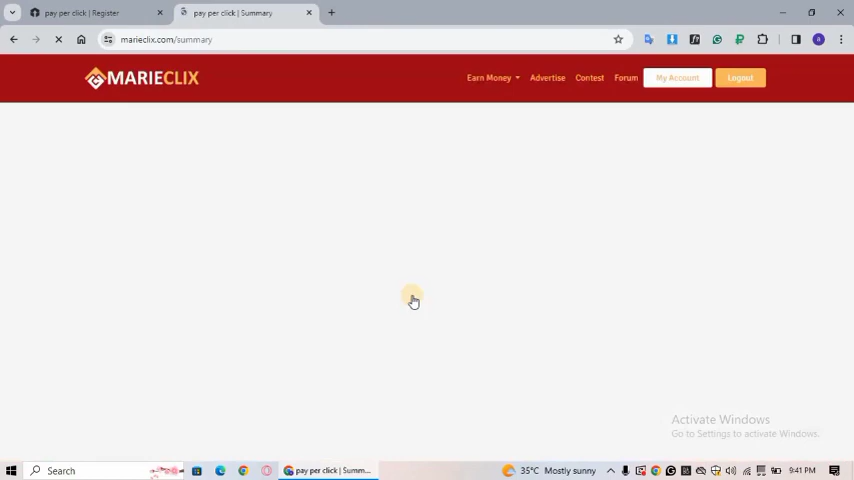 pay per click | Register
pay per click | Summary
marieclix.com/summary
MARIECLIX
Earn Money
Advertise
Contest
Forum
My Account
Logout
Activate Windows
Go to Settings to activate Windows.
Search
pay per click | Summ...
35°C Mostly sunny
9:41 PM